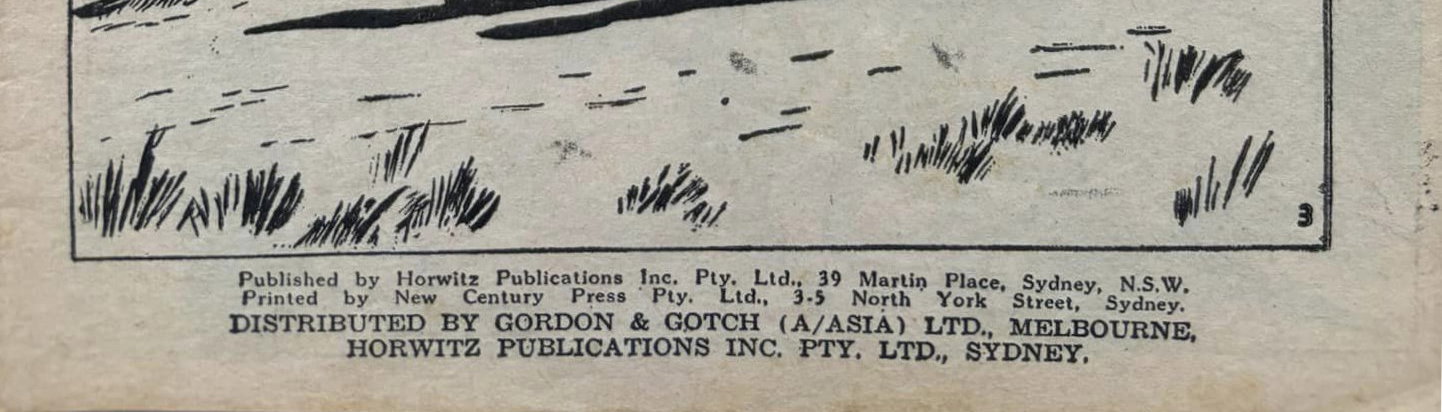 3
Published by Horwitz Publications Inc. Pty. Ltd., 39 Martin Place, Sydney, N.S.W.
Printed by New Century Press Pty. Ltd., 3-5 North York Street, Sydney.
DISTRIBUTED BY GORDON & GOTCH (A/ASIA) LTD., MELBOURNE,
HORWITZ PUBLICATIONS INC. PTY. LTD., SYDNEY.